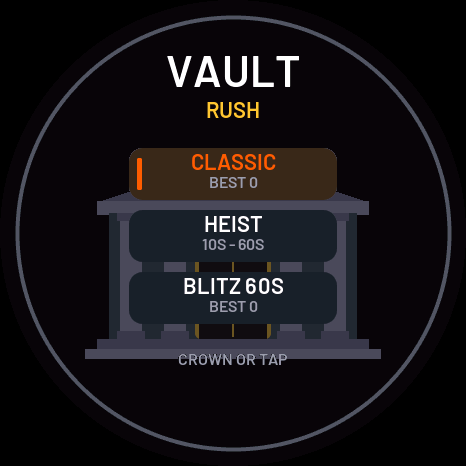 VAULT
RUSH
CLASSIC
BEST 0
HEIST
10S - 60S
BLITZ 60S
BEST 0
CROWN OR TAP